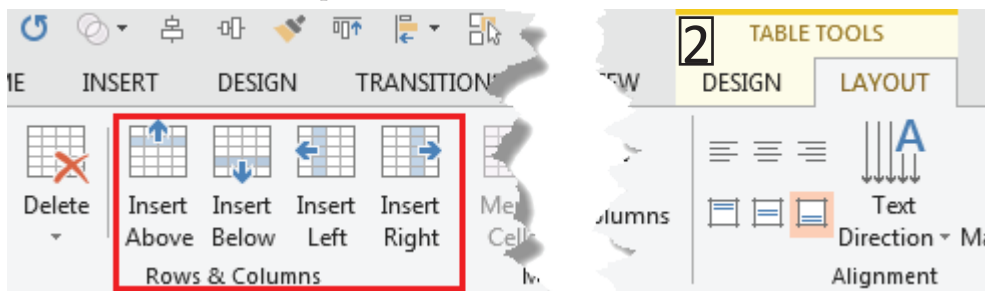 2 TABLE TOOLS
INSERT DESIGN DESIGN LAYOUT
A
Delete Insert Insert Insert Insert Text
Above Below Left Right Direction
Rows & Columns Alignment